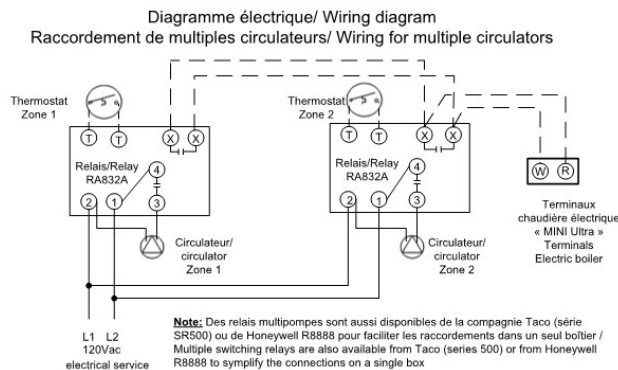 Diagramme électrique/ Wiring diagram
Raccordement de multiples circulateurs/ Wiring for multiple circulators
Thermostat
Zone 1
T T X X
Relais/Relay
RA832A
4
2 1 3
Circulateur/
circulator
Zone 1
Thermostat
Zone 2
T T X X
Relais/Relay
RA832A
4
2 1 3
Circulateur/
circulator
Zone 2
W R
Terminaux
chaudière électrique
« MINI Ultra »
Terminals
Electric boiler
L1 L2
120Vac
electrical service
Note: Des relais multipompes sont aussi disponibles de la compagnie Taco (série
SR500) ou de Honeywell R8888 pour faciliter les raccordements dans un seul boîtier /
Multiple switching relays are also available from Taco (series 500) or from Honeywell
R8888 to symplify the connections on a single box